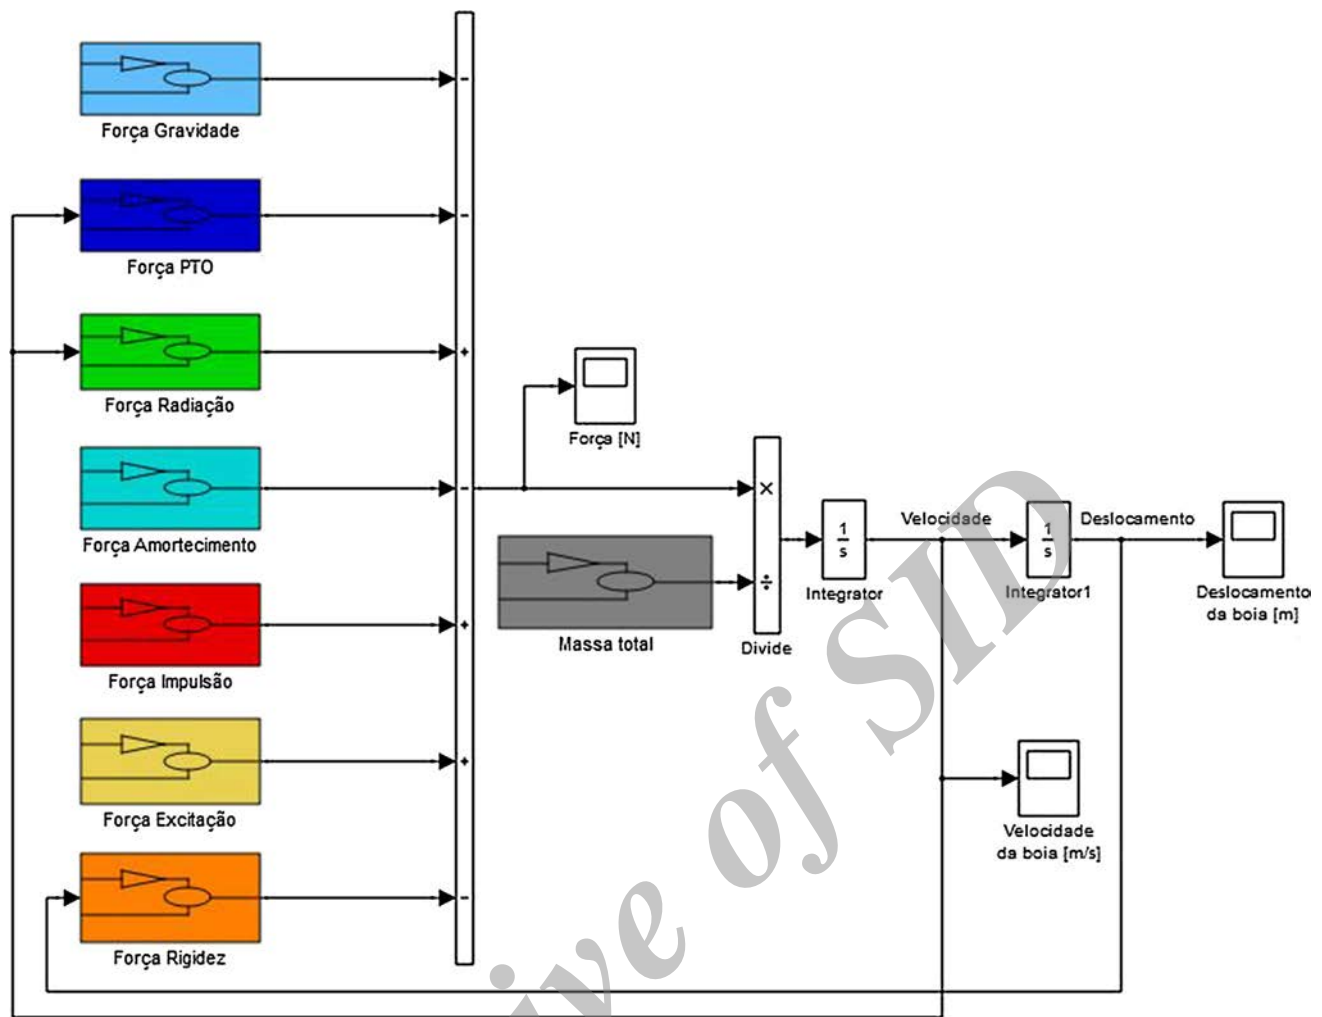 Força Gravidade
Força PTO
Força Radiação
Força Amortecimento
Força Impulsão
Força Excitação
Força Rigidez
-
-
+
-
+
+
-
Força [N]
Massa total
×
÷
Divide
1
s
Integrator
Velocidade
1
s
Integrator1
Deslocamento
Deslocamento
da boia [m]
Velocidade
da boia [m/s]
ive of SID